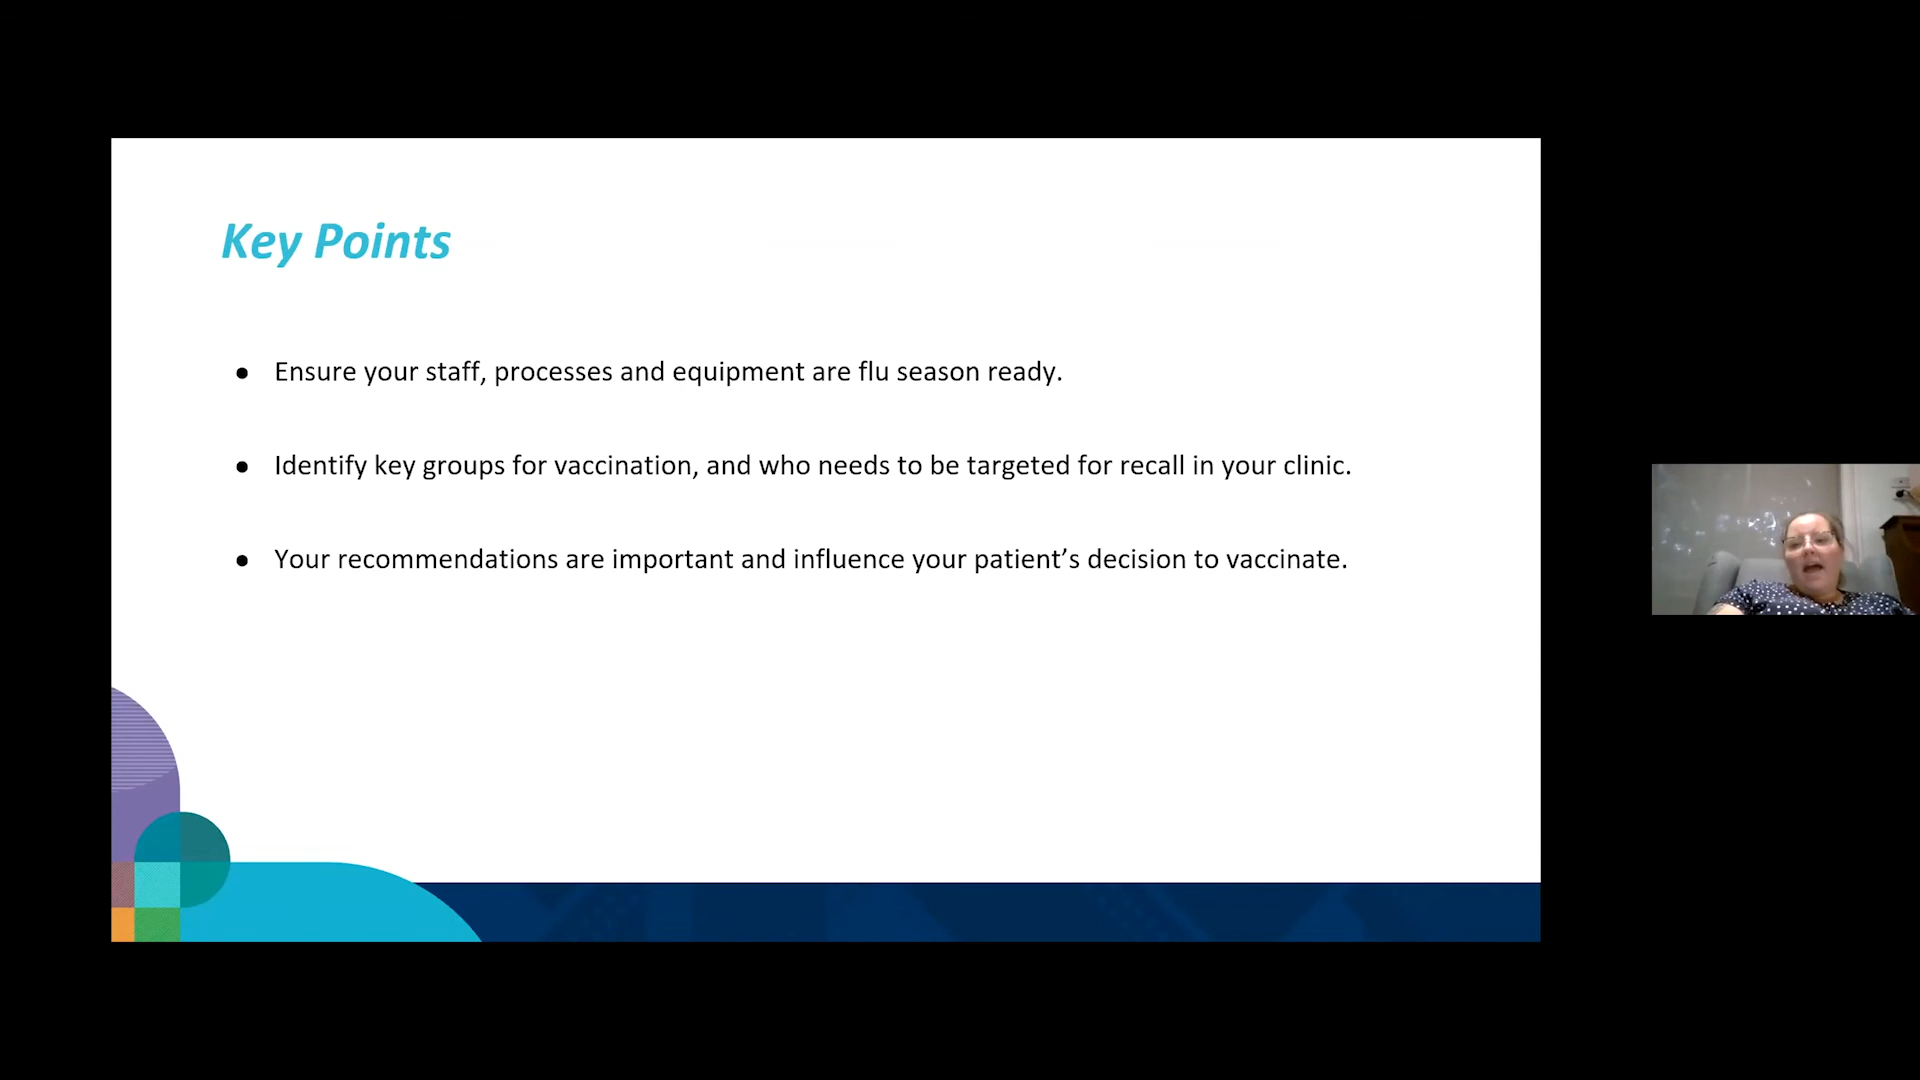 Key Points
● Ensure your staff, processes and equipment are flu season ready.
● Identify key groups for vaccination, and who needs to be targeted for recall in your clinic.
● Your recommendations are important and influence your patient’s decision to vaccinate.